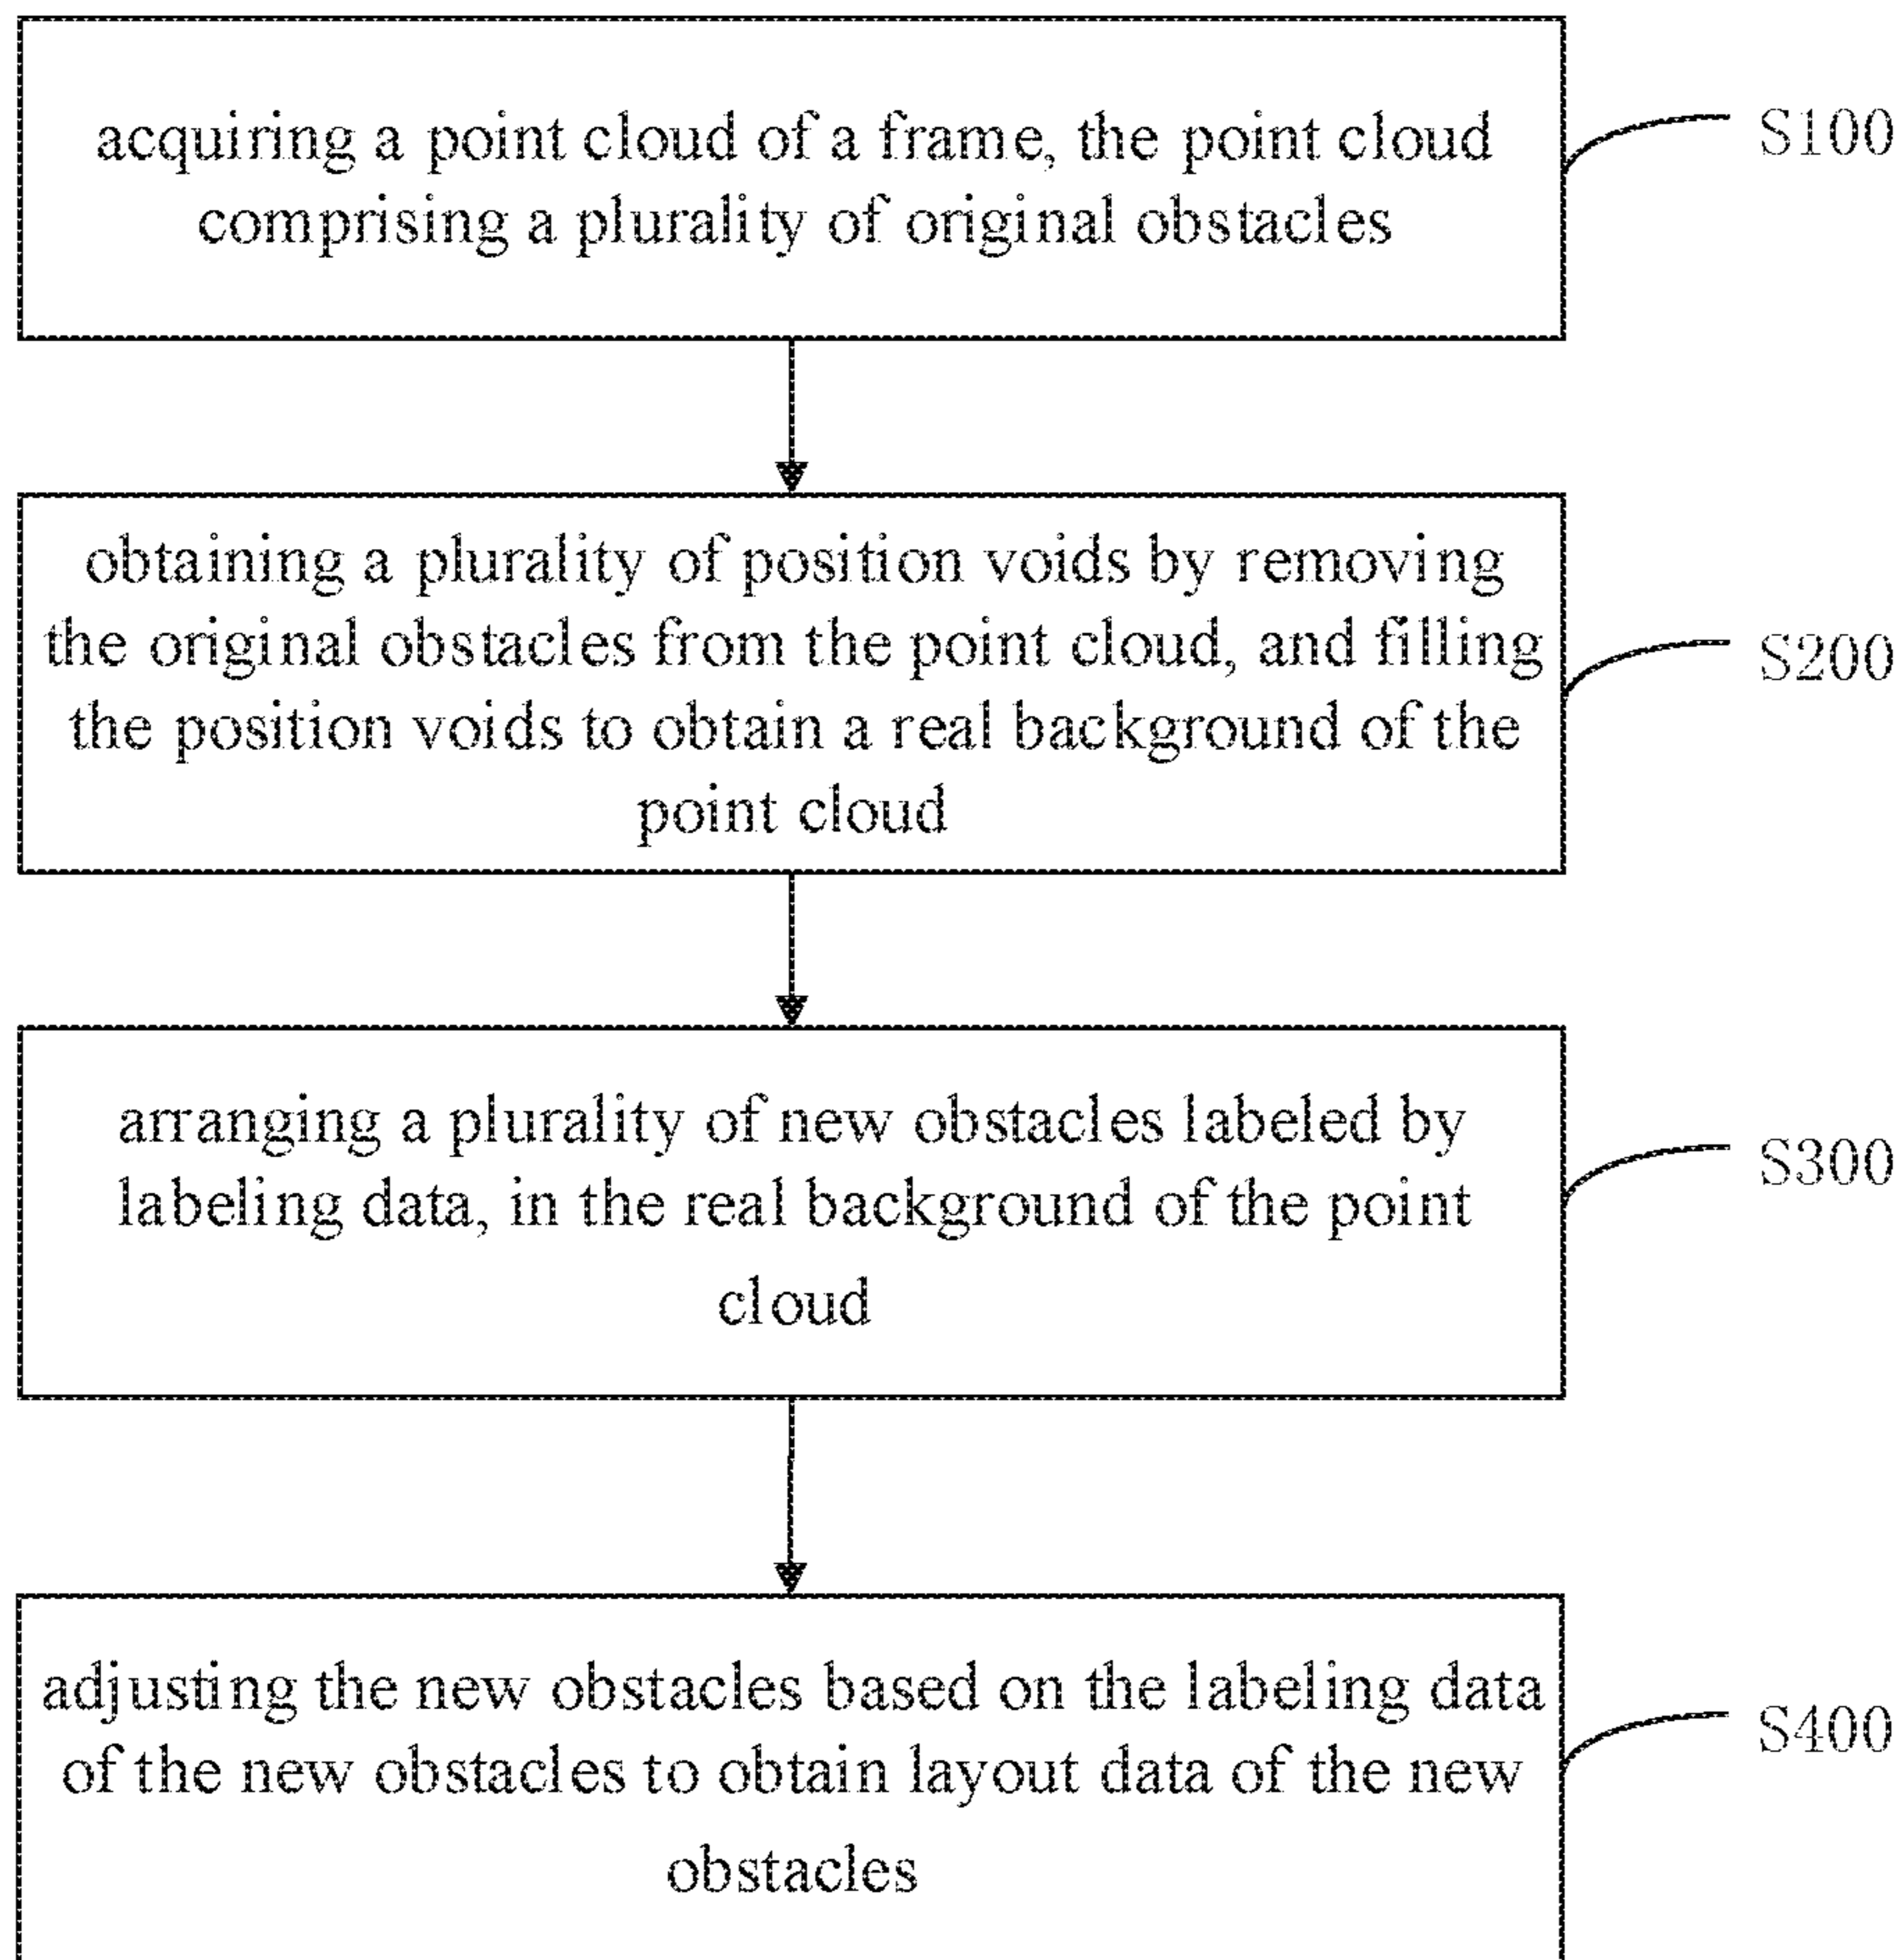 acquiring a point cloud of a frame, the point cloud
comprising a plurality of original obstacles
S100
obtaining a plurality of position voids by removing
the original obstacles from the point cloud, and filling
the position voids to obtain a real background of the
point cloud
S200
arranging a plurality of new obstacles labeled by
labeling data, in the real background of the point
cloud
S300
adjusting the new obstacles based on the labeling data
of the new obstacles to obtain layout data of the new
obstacles
S400